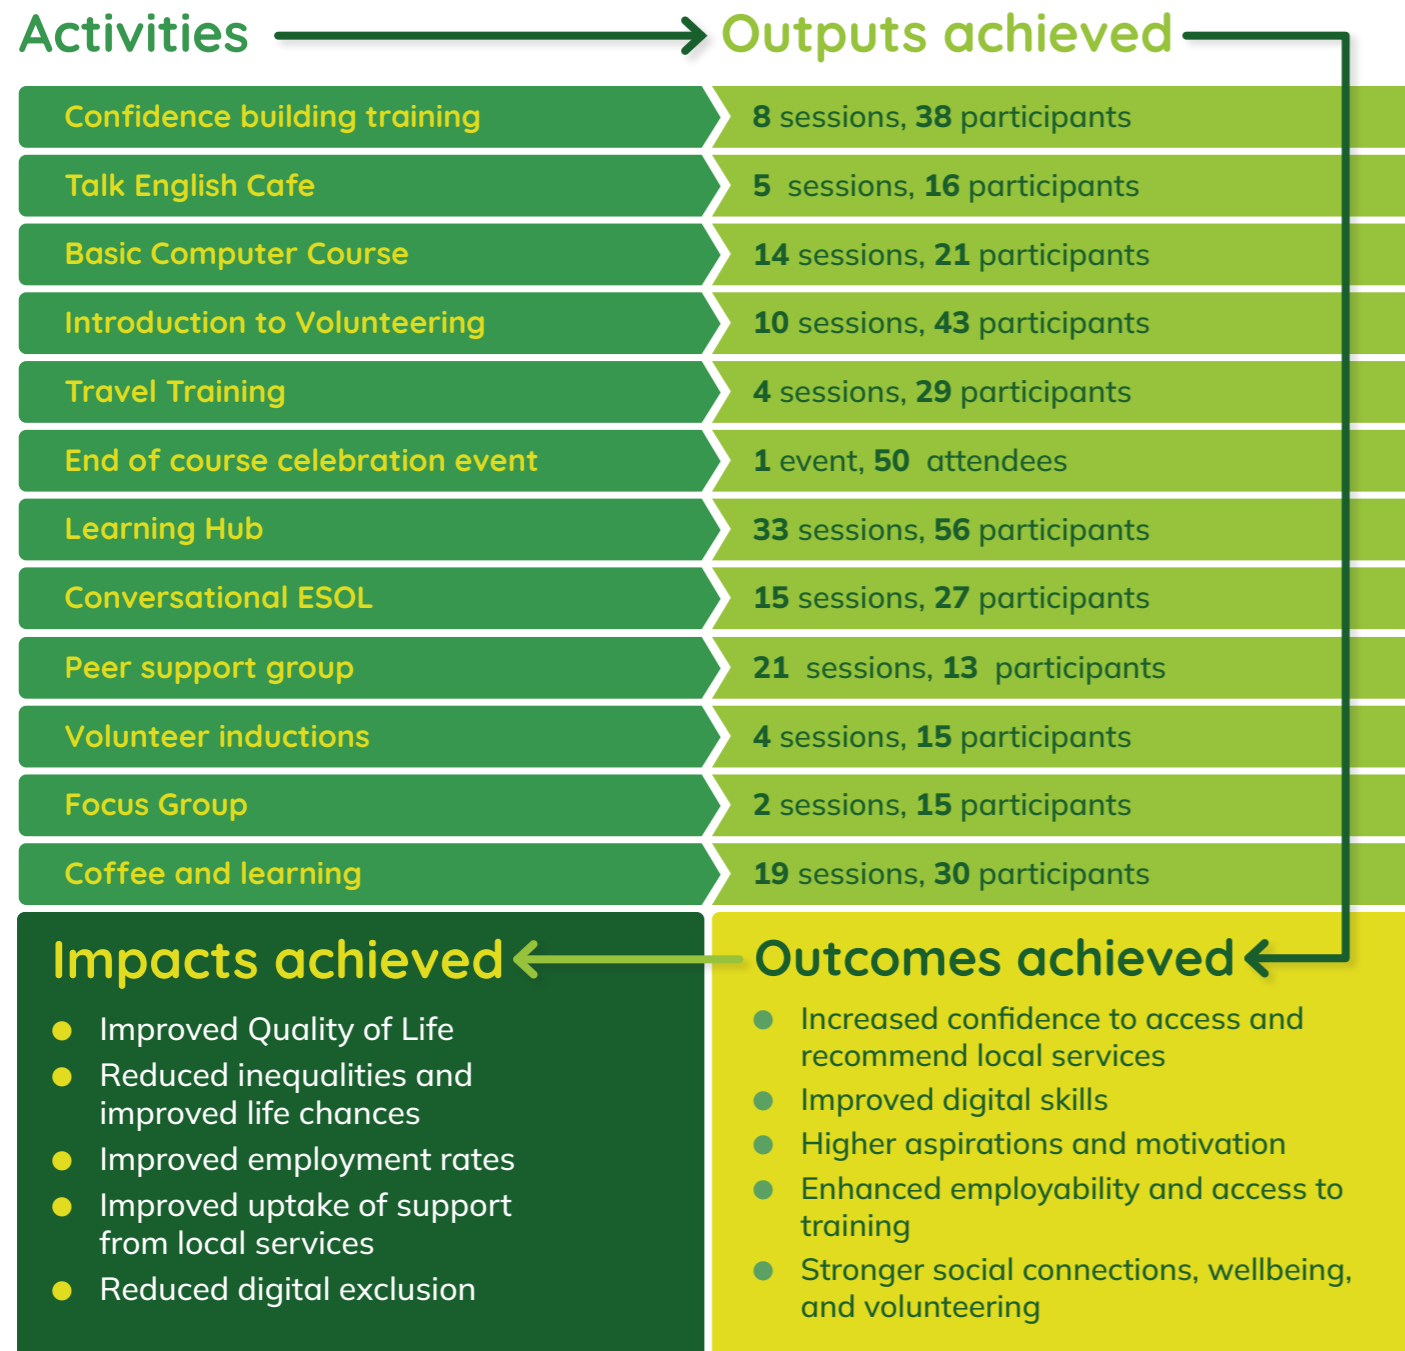 Activities
Outputs achieved
Confidence building training
8 sessions, 38 participants
Talk English Cafe
5 sessions, 16 participants
Basic Computer Course
14 sessions, 21 participants
Introduction to Volunteering
10 sessions, 43 participants
Travel Training
4 sessions, 29 participants
End of course celebration event
1 event, 50 attendees
Learning Hub
33 sessions, 56 participants
Conversational ESOL
15 sessions, 27 participants
Peer support group
21 sessions, 13 participants
Volunteer inductions
4 sessions, 15 participants
Focus Group
2 sessions, 15 participants
Coffee and learning
19 sessions, 30 participants
Outcomes achieved
Increased confidence to access and
recommend local services
Improved digital skills
Higher aspirations and motivation
Enhanced employability and access to
training
Stronger social connections, wellbeing,
and volunteering
Impacts achieved
Improved Quality of Life
Reduced inequalities and
improved life chances
Improved employment rates
Improved uptake of support
from local services
Reduced digital exclusion